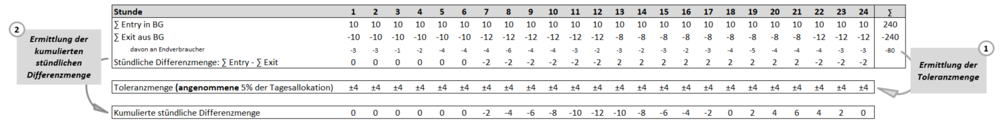 Stunde 1 2 3 4 5 6 7 8 9 10 11 12 13 14 15 16 17 18 19 20 21 22 23 24 ∑
∑ Entry in BG 10 10 10 10 10 10 10 10 10 10 10 10 10 10 10 10 10 10 10 10 10 10 10 10 240
∑ Exit aus BG -10 -10 -10 -10 -10 -10 -12 -12 -12 -12 -12 -12 -8 -8 -8 -8 -8 -8 -8 -8 -8 -12 -12 -12 -240
davon an Endverbraucher -3 -3 -1 -2 -4 -4 -4 -6 -4 -4 -3 -2 -3 -2 -3 -2 -3 -4 -5 -4 -4 -4 -3 -3 -80
Stündliche Differenzmenge: ∑ Entry - ∑ Exit 0 0 0 0 0 0 -2 -2 -2 -2 -2 -2 2 2 2 2 2 2 2 2 2 -2 -2 -2
Toleranzmenge (angenommene 5% der Tagesallokation) ±4 ±4 ±4 ±4 ±4 ±4 ±4 ±4 ±4 ±4 ±4 ±4 ±4 ±4 ±4 ±4 ±4 ±4 ±4 ±4 ±4 ±4 ±4 ±4
Kumulierte stündliche Differenzmenge 0 0 0 0 0 0 -2 -4 -6 -8 -10 -12 -10 -8 -6 -4 -2 0 2 4 6 4 2 0
1
Ermittlung der
Toleranzmenge
2
Ermittlung der
kumulierten
stündlichen
Differenzmenge